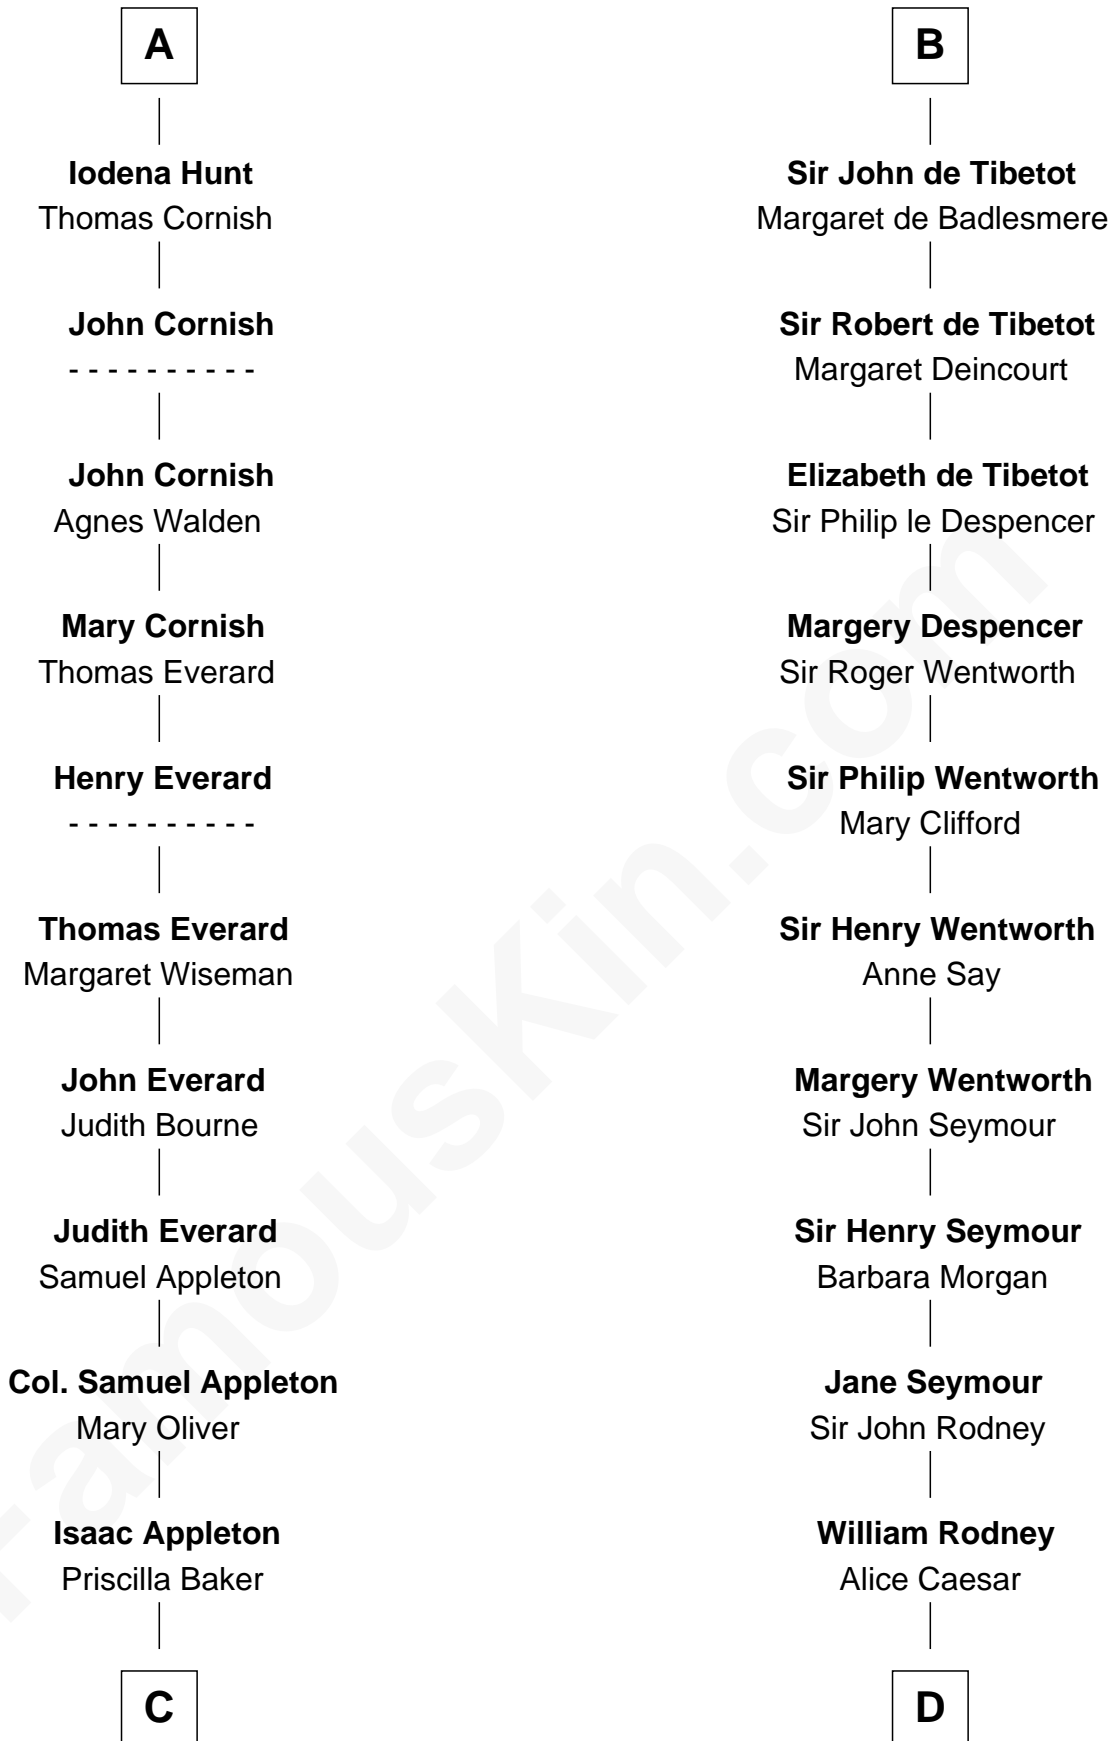 A
Iodena Hunt
Thomas Cornish
John Cornish
- - - - - - - - - -
John Cornish
Agnes Walden
Mary Cornish
Thomas Everard
Henry Everard
- - - - - - - - - -
Thomas Everard
Margaret Wiseman
John Everard
Judith Bourne
Judith Everard
Samuel Appleton
Col. Samuel Appleton
Mary Oliver
Isaac Appleton
Priscilla Baker
C
B
Sir John de Tibetot
Margaret de Badlesmere
Sir Robert de Tibetot
Margaret Deincourt
Elizabeth de Tibetot
Sir Philip le Despencer
Margery Despencer
Sir Roger Wentworth
Sir Philip Wentworth
Mary Clifford
Sir Henry Wentworth
Anne Say
Margery Wentworth
Sir John Seymour
Sir Henry Seymour
Barbara Morgan
Jane Seymour
Sir John Rodney
William Rodney
Alice Caesar
D
FamousKin.com